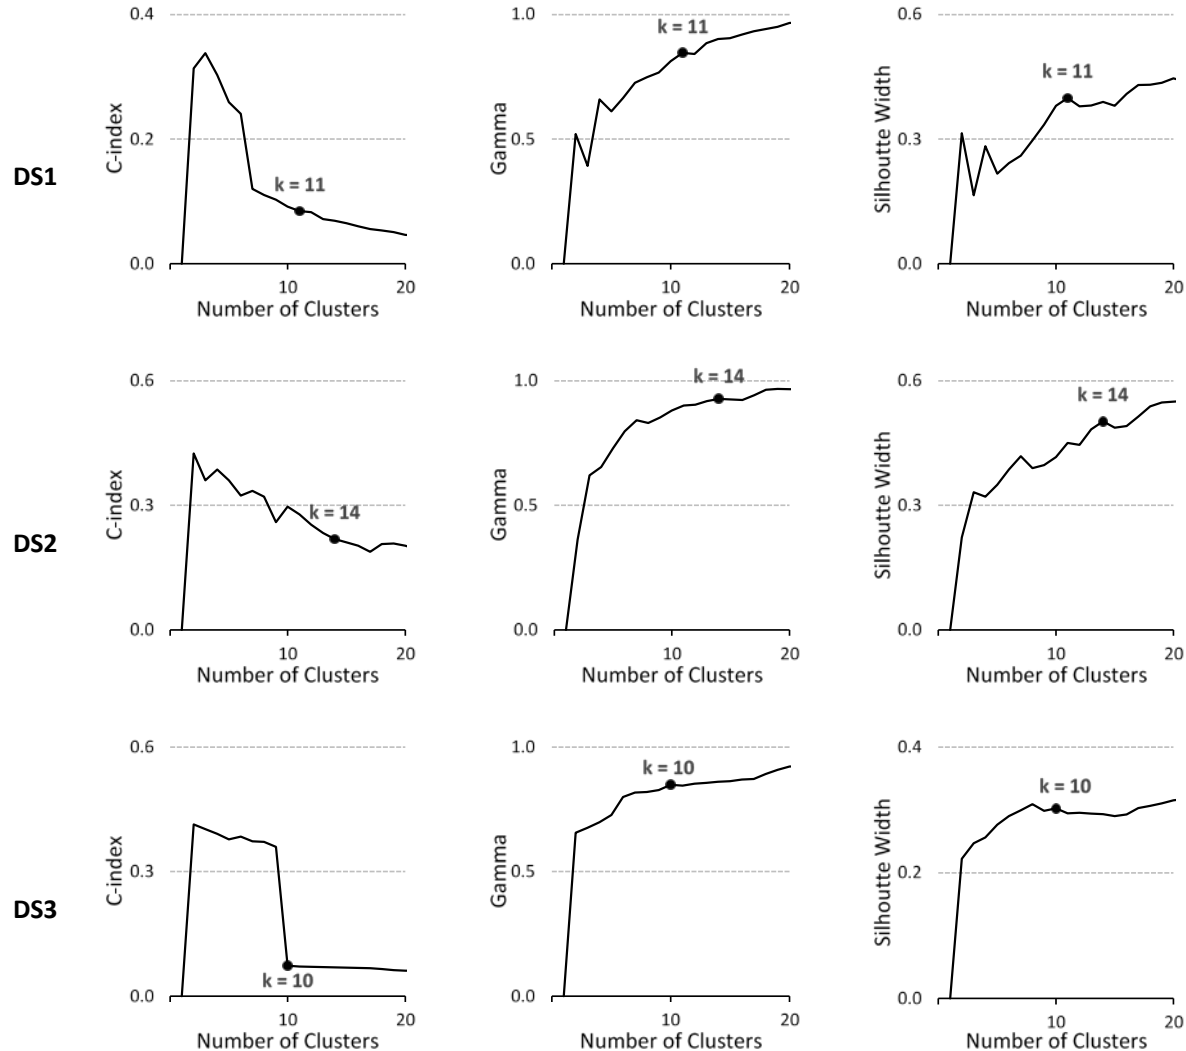 DS1
C-index
0.4
0.2
0.0
k = 11
10
20
Number of Clusters
Gamma
1.0
0.5
0.0
k = 11
10
20
Number of Clusters
Silhoutte Width
0.6
0.3
0.0
k = 11
10
20
Number of Clusters
DS2
C-index
0.6
0.3
0.0
k = 14
10
20
Number of Clusters
Gamma
1.0
0.5
0.0
k = 14
10
20
Number of Clusters
Silhoutte Width
0.6
0.3
0.0
k = 14
10
20
Number of Clusters
DS3
C-index
0.6
0.3
0.0
k = 10
10
20
Number of Clusters
Gamma
1.0
0.5
0.0
k = 10
10
20
Number of Clusters
Silhoutte Width
0.4
0.2
0.0
k = 10
10
20
Number of Clusters